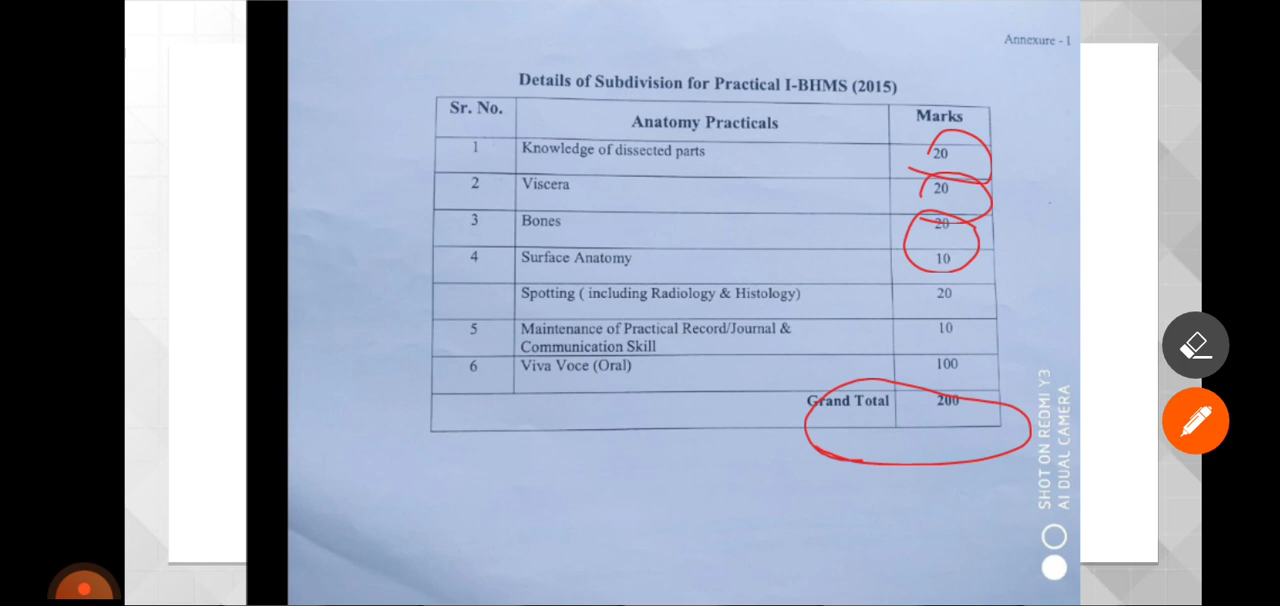 Annexure - 1
Details of Subdivision for Practical I-BHMS (2015)
Sr. No. Anatomy Practicals Marks
1 Knowledge of dissected parts 20
2 Viscera 20
3 Bones 20
4 Surface Anatomy 10
Spotting ( including Radiology & Histology) 20
5 Maintenance of Practical Record/Journal & 10
Communication Skill
6 Viva Voce (Oral) 100
Grand Total 200
SHOT ON REDMI Y3
AI DUAL CAMERA